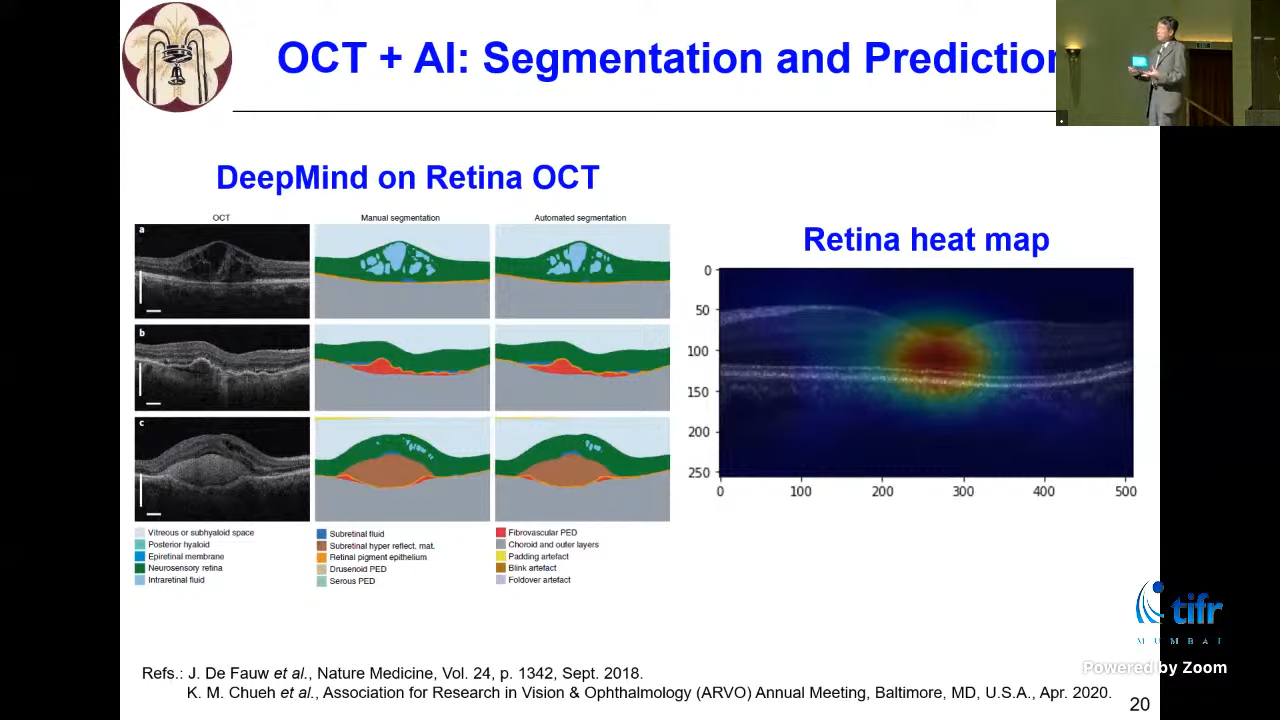 OCT + AI: Segmentation and Prediction
DeepMind on Retina OCT
OCT
Manual segmentation
Automated segmentation
a
b
c
Vitreous or subhyaloid space
Posterior hyaloid
Epiretinal membrane
Neurosensory retina
Intraretinal fluid
Subretinal fluid
Subretinal hyper reflect. mat.
Retinal pigment epithelium
Drusenoid PED
Serous PED
Fibrovascular PED
Choroid and outer layers
Padding artefact
Blink artefact
Foldover artefact
Retina heat map
0
50
100
150
200
250
0 100 200 300 400 500
tifr
MUMBAI
Powered by Zoom
Refs.: J. De Fauw et al., Nature Medicine, Vol. 24, p. 1342, Sept. 2018.
K. M. Chueh et al., Association for Research in Vision & Ophthalmology (ARVO) Annual Meeting, Baltimore, MD, U.S.A., Apr. 2020.
20